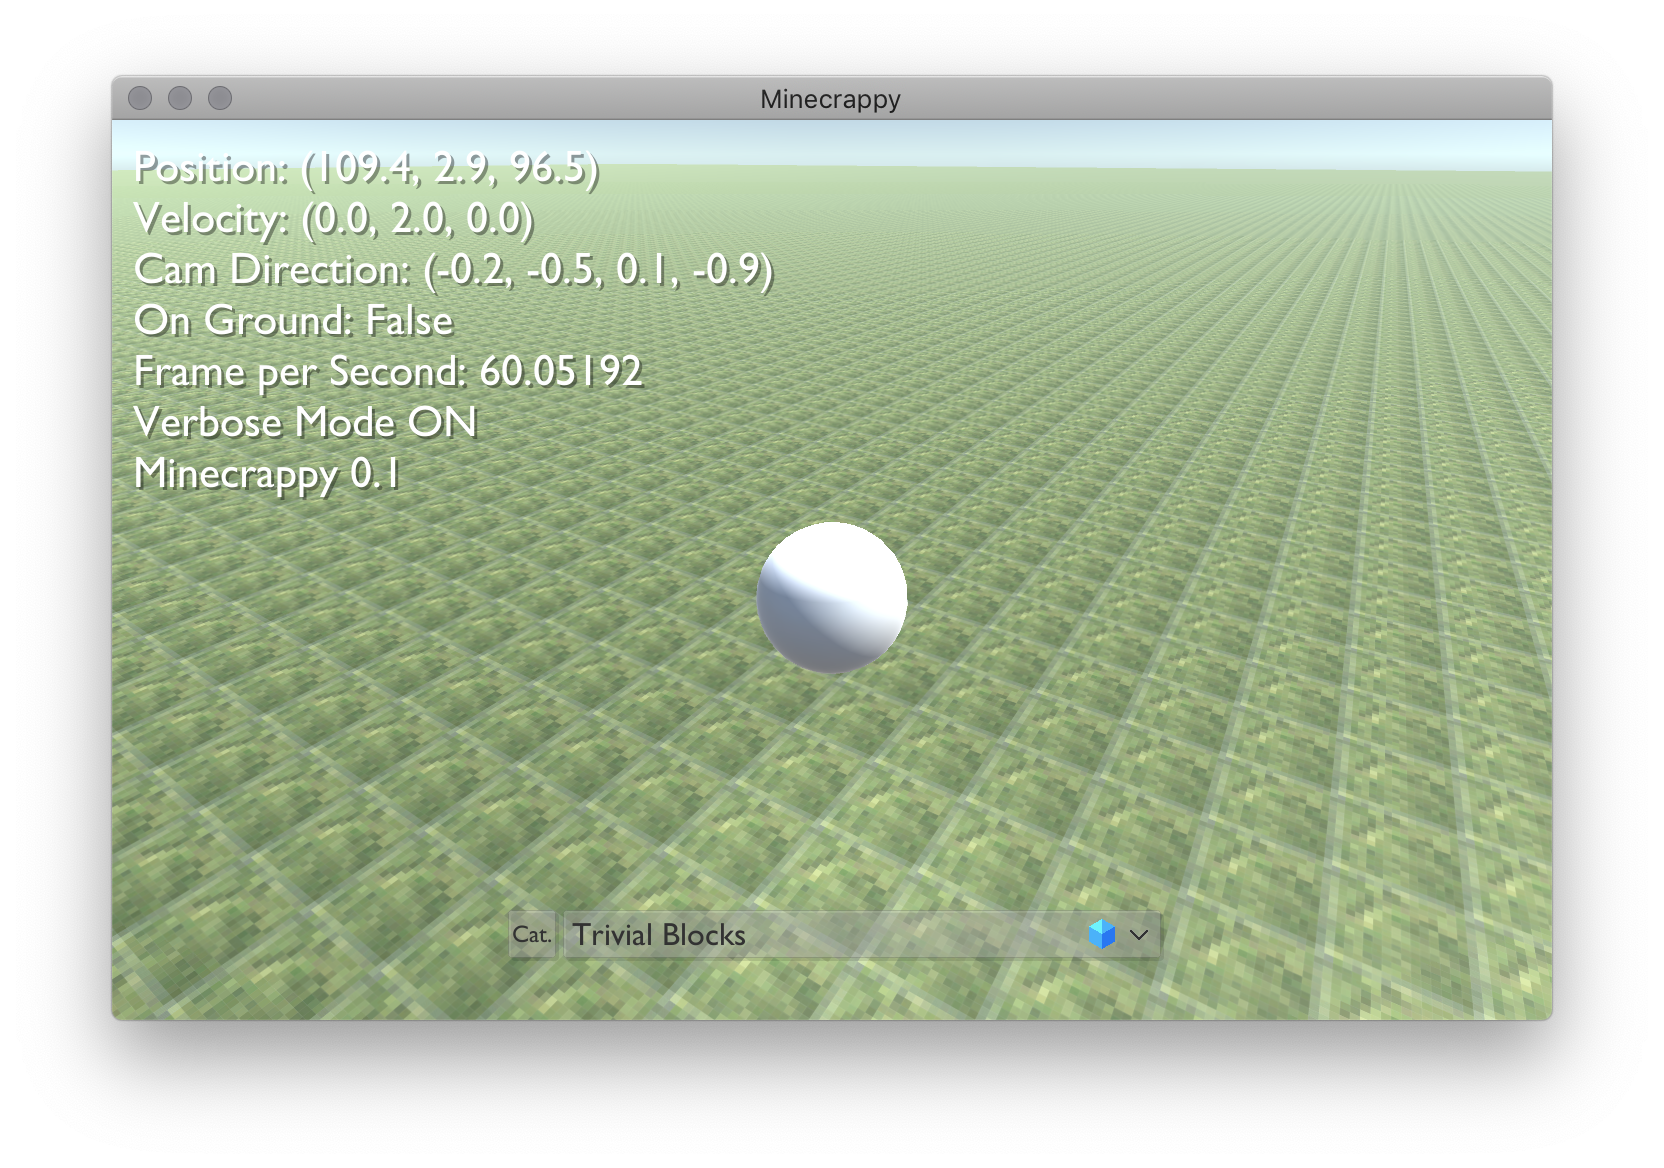 Minecrappy
Position: (109.4, 2.9, 96.5)
Velocity: (0.0, 2.0, 0.0)
Cam Direction: (-0.2, -0.5, 0.1, -0.9)
On Ground: False
Frame per Second: 60.05192
Verbose Mode ON
Minecrappy 0.1
Cat. Trivial Blocks